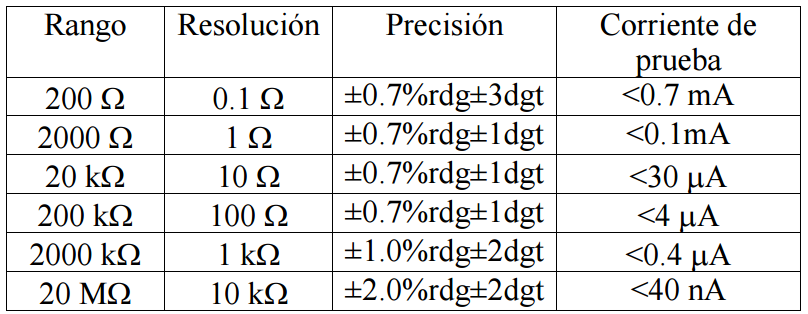 Rango Resolución Precisión Corriente de
prueba
200 Ω 0.1 Ω ±0.7%rdg±3dgt <0.7 mA
2000 Ω 1 Ω ±0.7%rdg±1dgt <0.1mA
20 kΩ 10 Ω ±0.7%rdg±1dgt <30 μA
200 kΩ 100 Ω ±0.7%rdg±1dgt <4 μA
2000 kΩ 1 kΩ ±1.0%rdg±2dgt <0.4 μA
20 MΩ 10 kΩ ±2.0%rdg±2dgt <40 nA